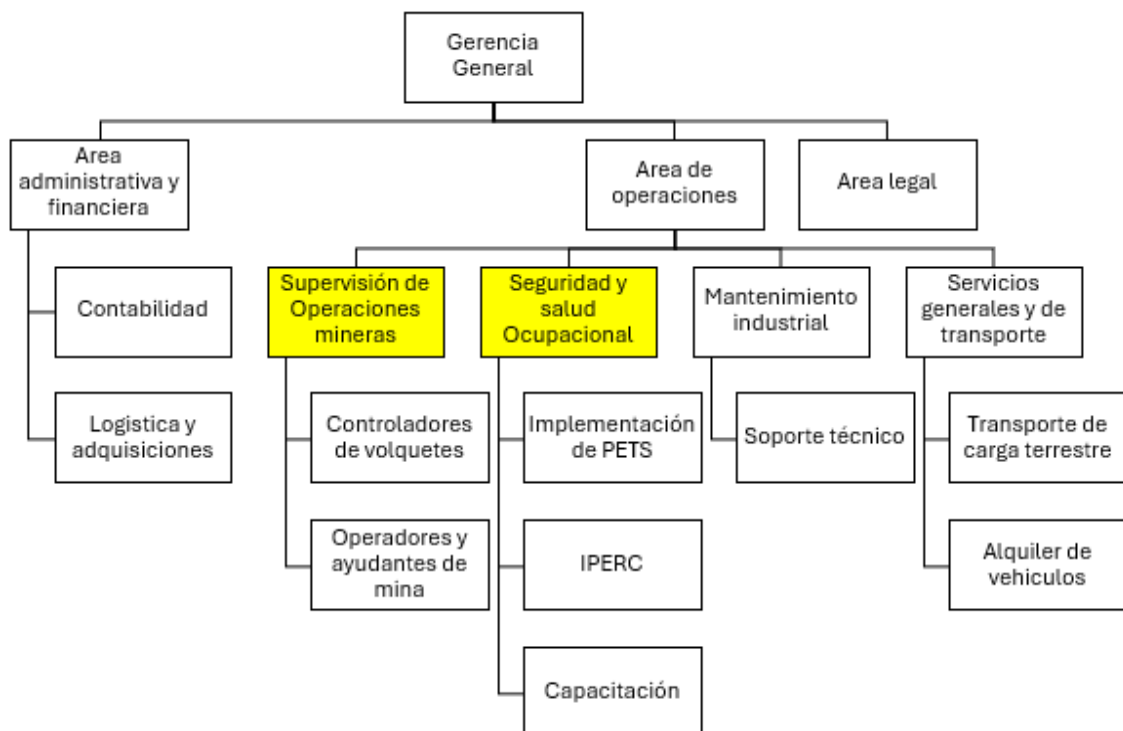 Gerencia
General
Area
administrativa y
financiera
Area de
operaciones
Area legal
Contabilidad
Logistica y
adquisiciones
Supervisión de
Operaciones
mineras
Controladores
de volquetes
Operadores y
ayudantes de
mina
Seguridad y
salud
Ocupacional
Implementación
de PETS
IPERC
Capacitación
Mantenimiento
industrial
Soporte técnico
Servicios
generales y de
transporte
Transporte de
carga terrestre
Alquiler de
vehiculos